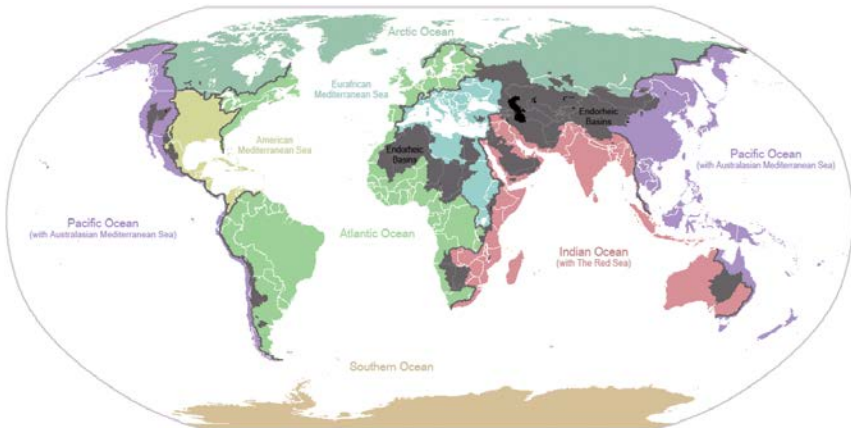 Arctic Ocean
Eurafrican
Mediterranean Sea
Endorheic
Basins
American
Mediterranean Sea
Endorheic
Basins
Pacific Ocean
(with Australasian Mediterranean Sea)
Pacific Ocean
(with Australasian Mediterranean Sea)
Atlantic Ocean
Indian Ocean
(with The Red Sea)
Southern Ocean